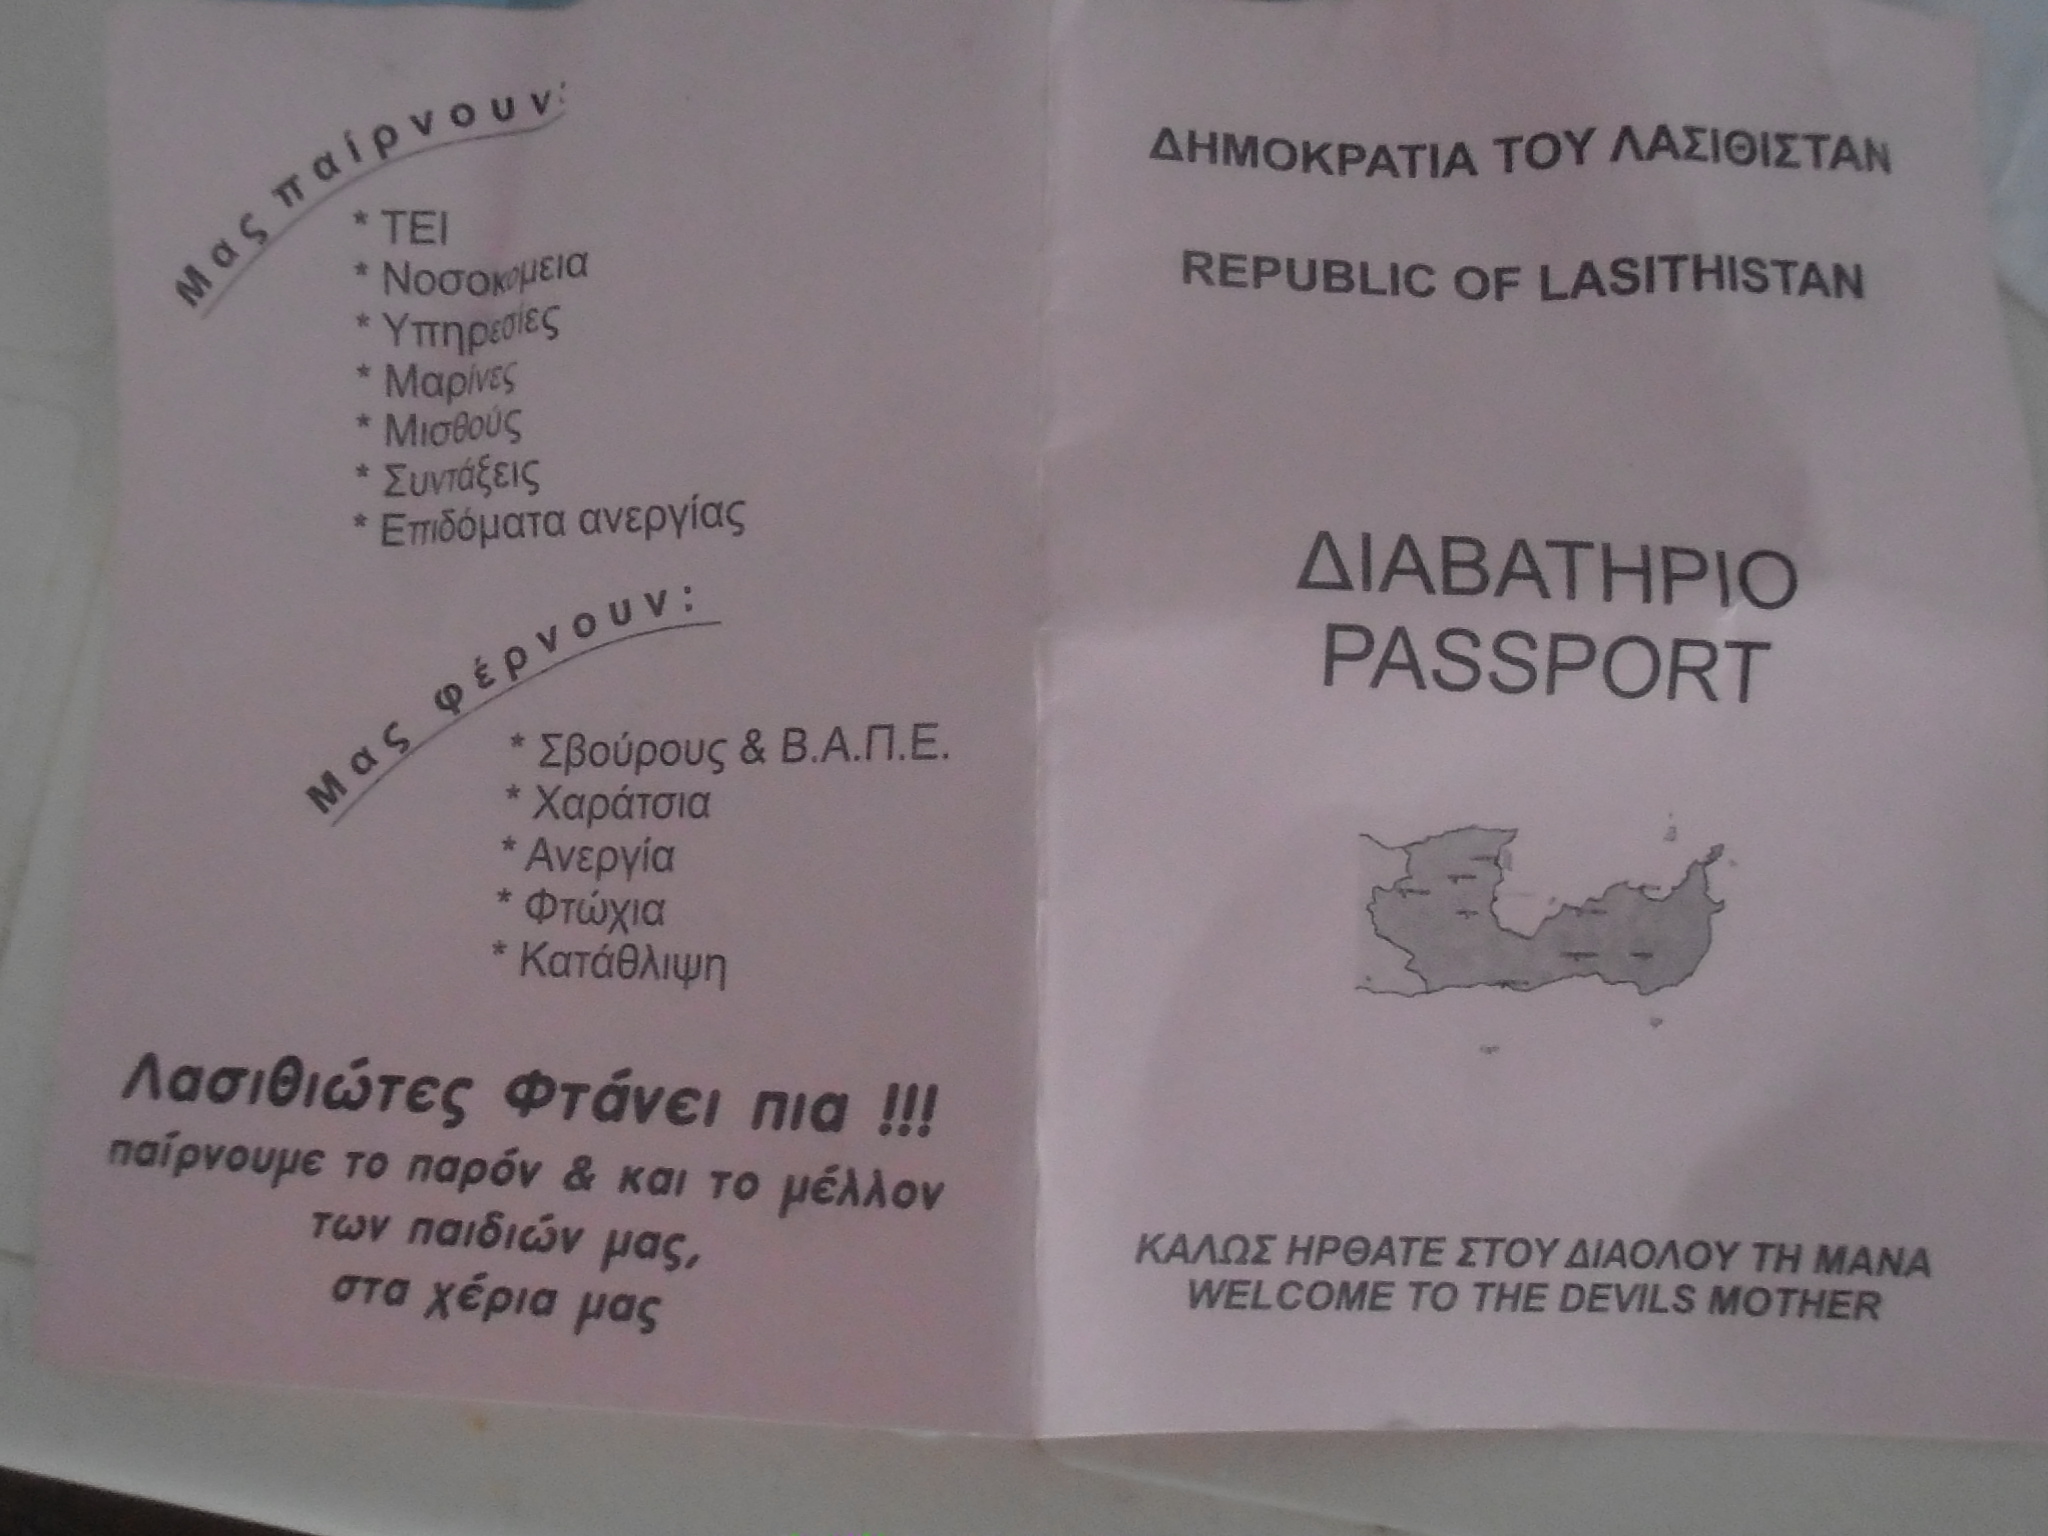 Μας παίρνουν:
* ΤΕΙ
* Νοσοκομεια
* Υπηρεσίες
* Μαρίνες
* Μισθούς
* Συντάξεις
* Επιδόματα ανεργίας
Μας φέρνουν:
* Σβούρους & Β.Α.Π.Ε.
* Χαράτσια
* Ανεργία
* Φτώχια
* Κατάθλιψη
Λασιθιώτες Φτάνει πια !!!
παίρνουμε το παρόν & και το μέλλον
των παιδιών μας,
στα χέρια μας
ΔΗΜΟΚΡΑΤΙΑ ΤΟΥ ΛΑΣΙΘΙΣΤΑΝ
REPUBLIC OF LASITHISTAN
ΔΙΑΒΑΤΗΡΙΟ
PASSPORT
ΚΑΛΩΣ ΗΡΘΑΤΕ ΣΤΟΥ ΔΙΑΟΛΟΥ ΤΗ ΜΑΝΑ
WELCOME TO THE DEVILS MOTHER